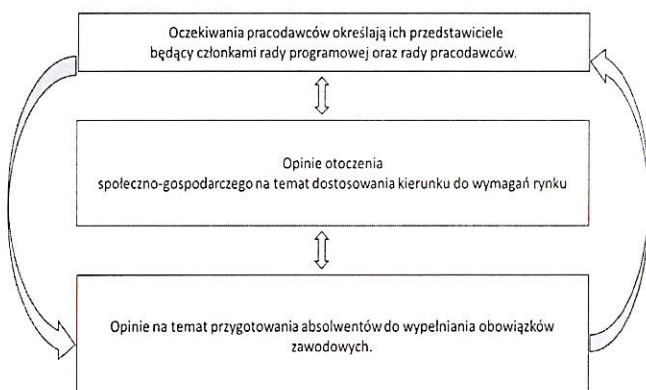 Oczekiwania pracodawców określają ich przedstawiciele
będący członkami rady programowej oraz rady pracodawców.
Opinie otoczenia
społeczno-gospodarczego na temat dostosowania kierunku do wymagań rynku
Opinie na temat przygotowania absolwentów do wypełniania obowiązków
zawodowych.